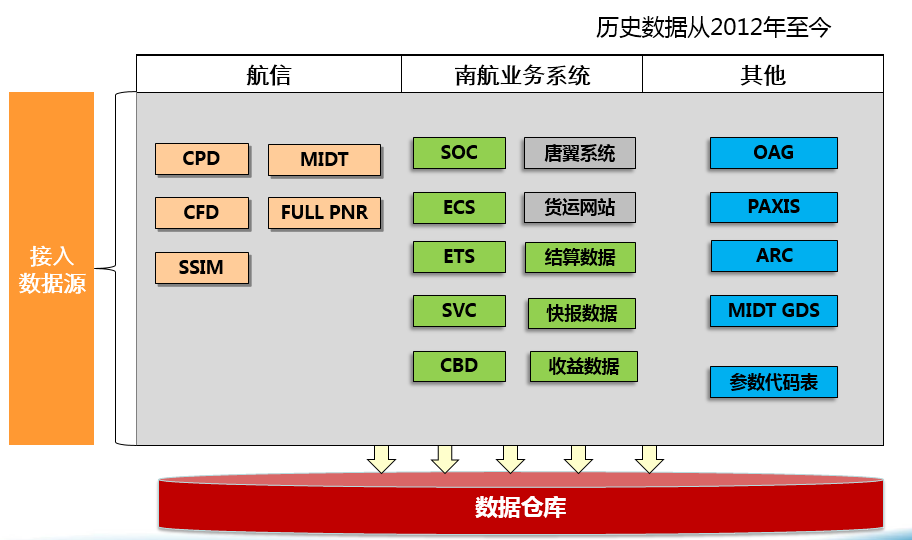 历史数据从2012年至今
航信
南航业务系统
其他
接入
数据源
CPD
MIDT
CFD
FULL PNR
SSIM
SOC
唐翼系统
ECS
货运网站
ETS
结算数据
SVC
快报数据
CBD
收益数据
OAG
PAXIS
ARC
MIDT GDS
参数代码表
数据仓库